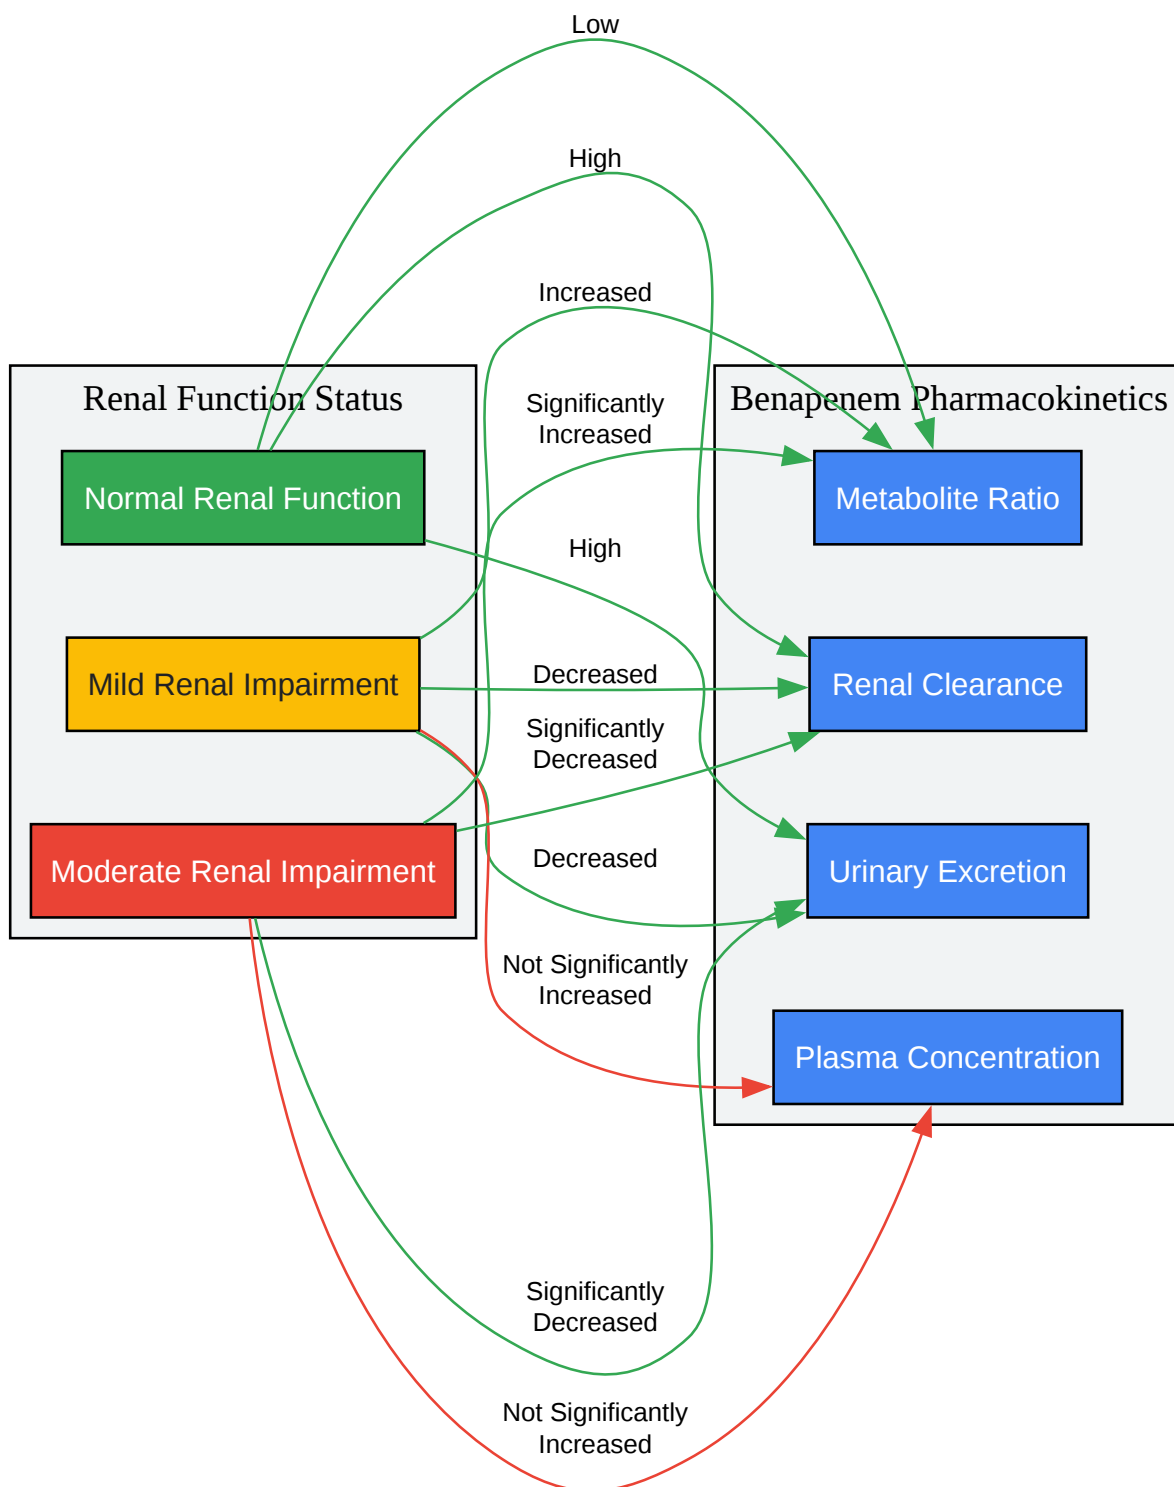 Low
High
Increased
Renal Function Status
Benapenem Pharmacokinetics
Significantly
Increased
Normal Renal Function
Metabolite Ratio
High
Mild Renal Impairment
Decreased
Renal Clearance
Significantly
Decreased
Moderate Renal Impairment
Decreased
Urinary Excretion
Not Significantly
Increased
Plasma Concentration
Significantly
Decreased
Not Significantly
Increased